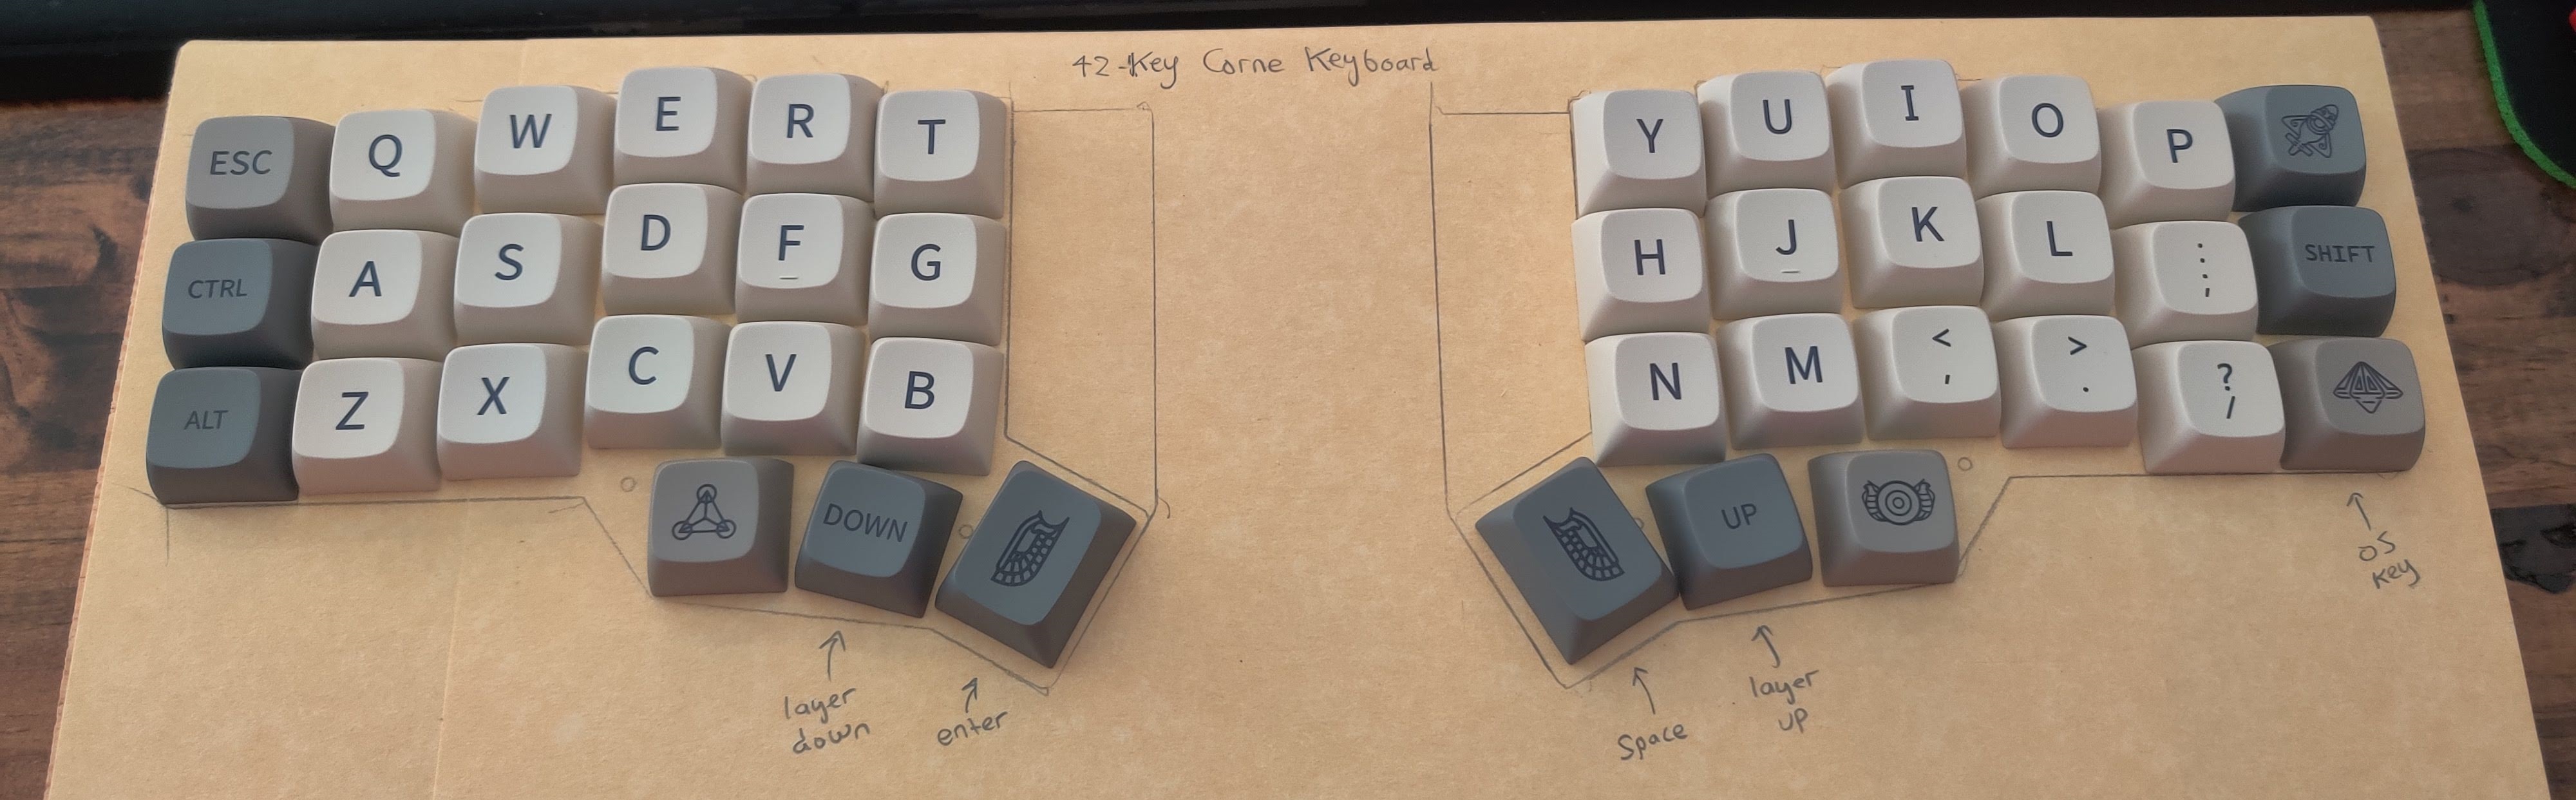 42-Key Corne Keyboard
ESC Q W E R T Y U I O P
CTRL A S D F G H J K L : ; SHIFT
ALT Z X C V B N M < , > . ? /
DOWN UP
layer
down
enter
Space
layer
UP
OS
Key